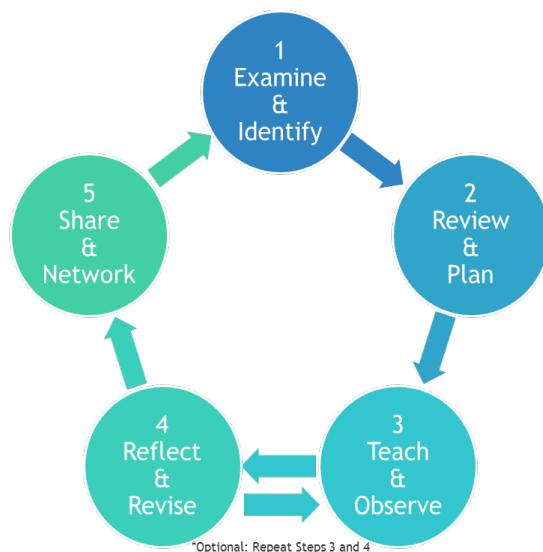 1
Examine
&
Identify
2
Review
&
Plan
3
Teach
&
Observe
4
Reflect
&
Revise
5
Share
&
Network
*Optional: Repeat Steps 3 and 4